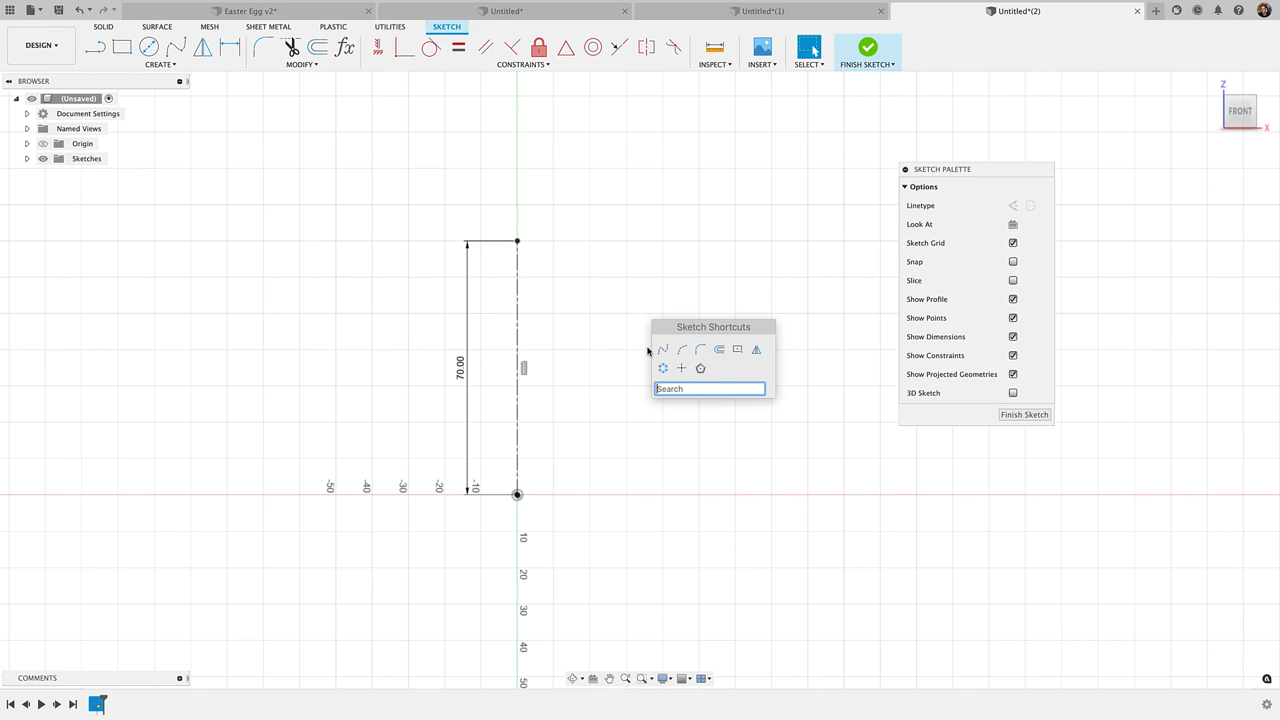 Easter Egg v2*
Untitled*
Untitled*(1)
Untitled*(2)
DESIGN
SOLID
SURFACE
MESH
SHEET METAL
PLASTIC
UTILITIES
SKETCH
CREATE
MODIFY
CONSTRAINTS
INSPECT
INSERT
SELECT
FINISH SKETCH
BROWSER
(Unsaved)
Document Settings
Named Views
Origin
Sketches
Z
FRONT
X
SKETCH PALETTE
Options
Linetype
Look At
Sketch Grid
Snap
Slice
Show Profile
Show Points
Show Dimensions
Show Constraints
Show Projected Geometries
3D Sketch
Finish Sketch
Sketch Shortcuts
Search
70.00
-50
-40
-30
-20
-10
10
20
30
40
50
COMMENTS